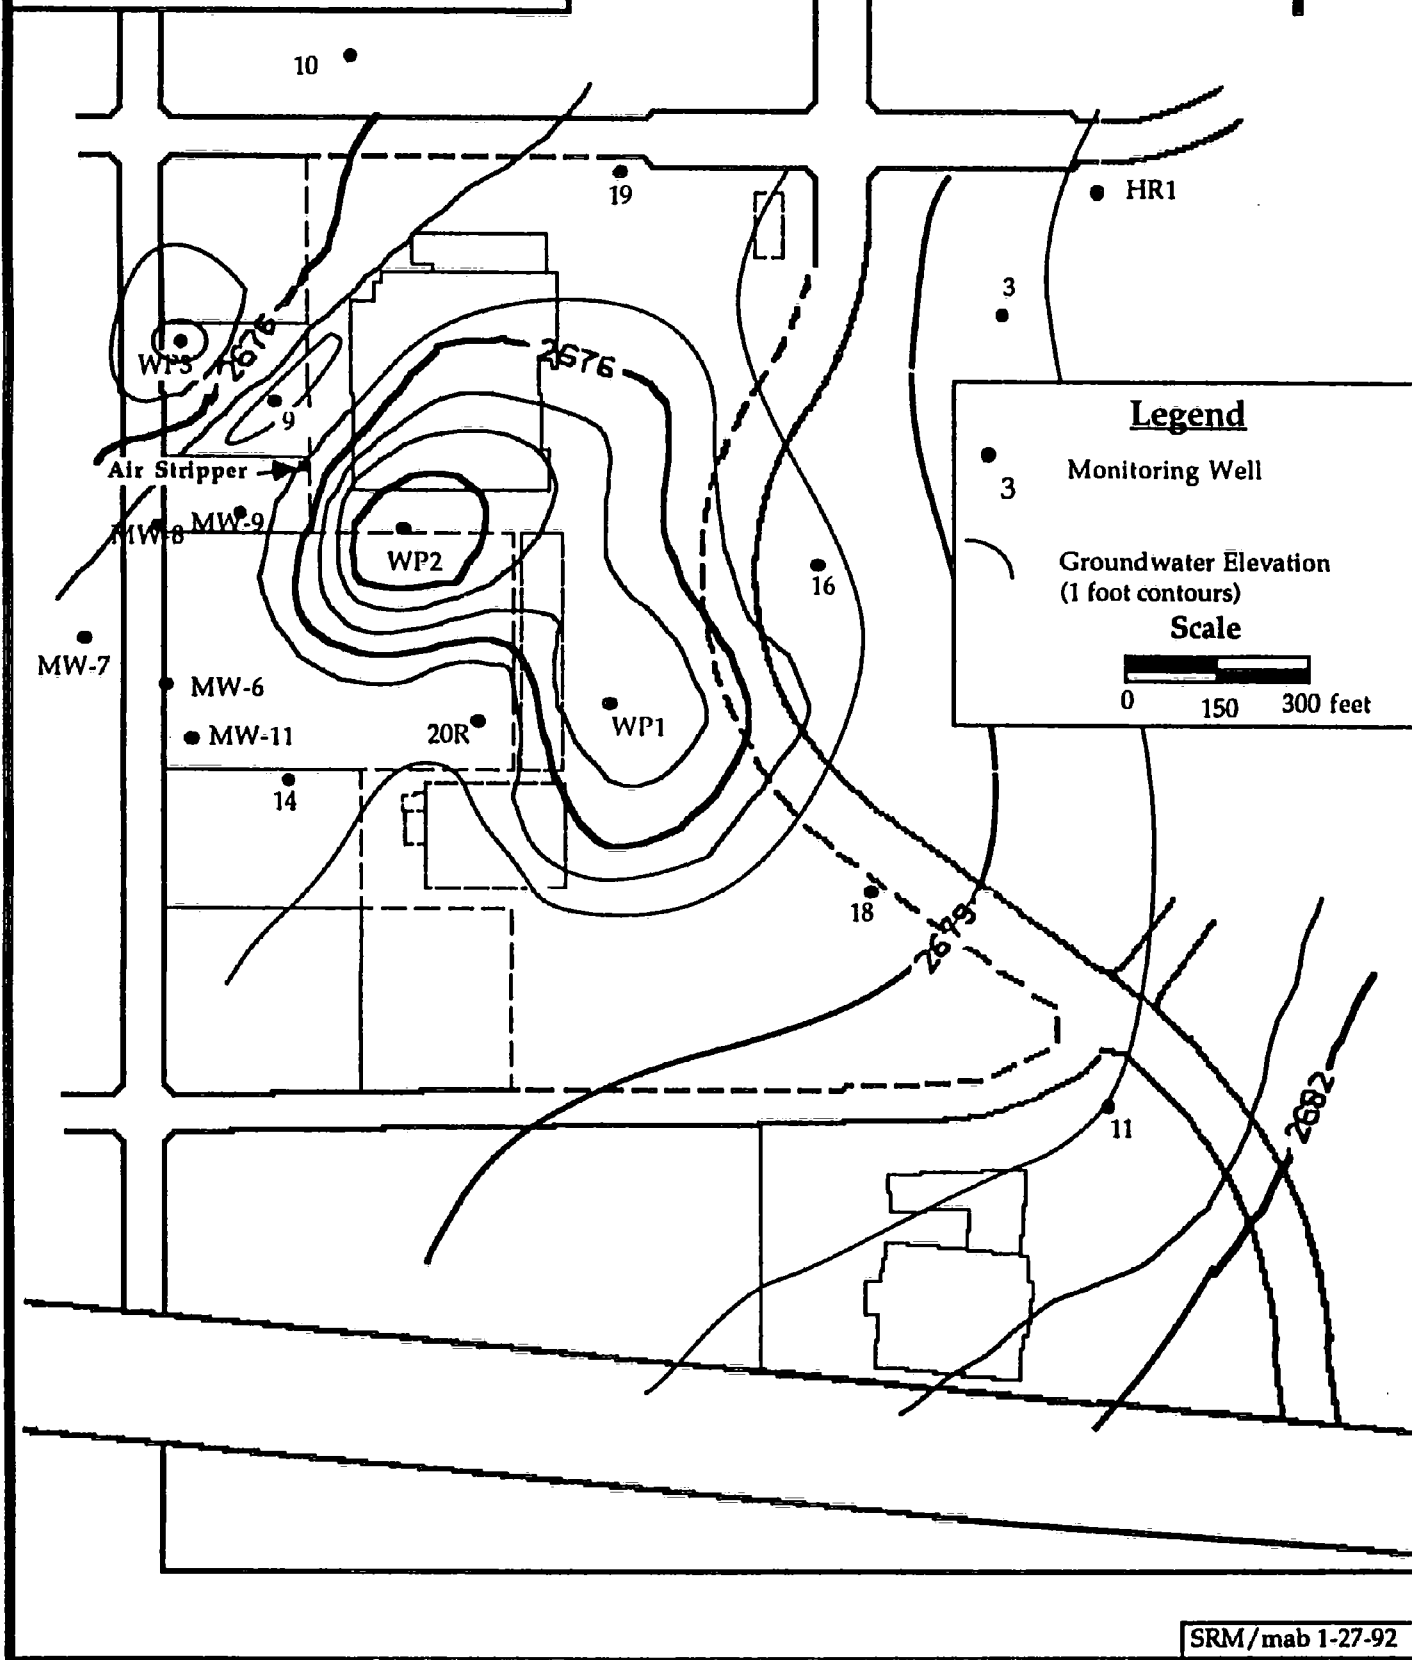 10
19
HR1
3
WP3
2676
2676
9
Legend
Air Stripper
3
Monitoring Well
MW-8
MW-9
WP2
16
Groundwater Elevation
(1 foot contours)
Scale
0 150 300 feet
MW-7
MW-6
MW-11
20R
WP1
14
18
2679
2682
11
SRM/mab 1-27-92